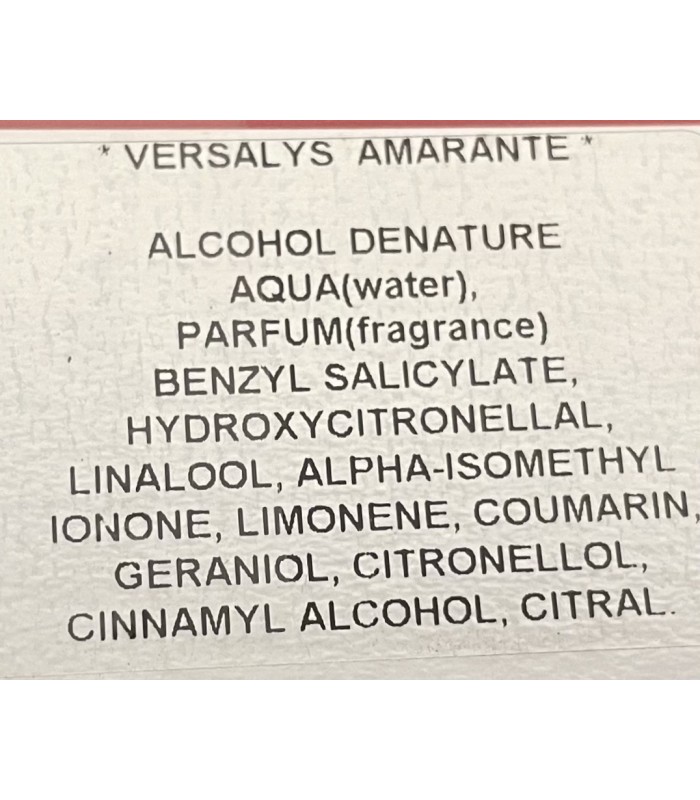 * VERSALYS AMARANTE *
ALCOHOL DENATURE
AQUA(water),
PARFUM(fragrance)
BENZYL SALICYLATE,
HYDROXYCITRONELLAL,
LINALOOL, ALPHA-ISOMETHYL
IONONE, LIMONENE, COUMARIN,
GERANIOL, CITRONELLOL,
CINNAMYL ALCOHOL, CITRAL.